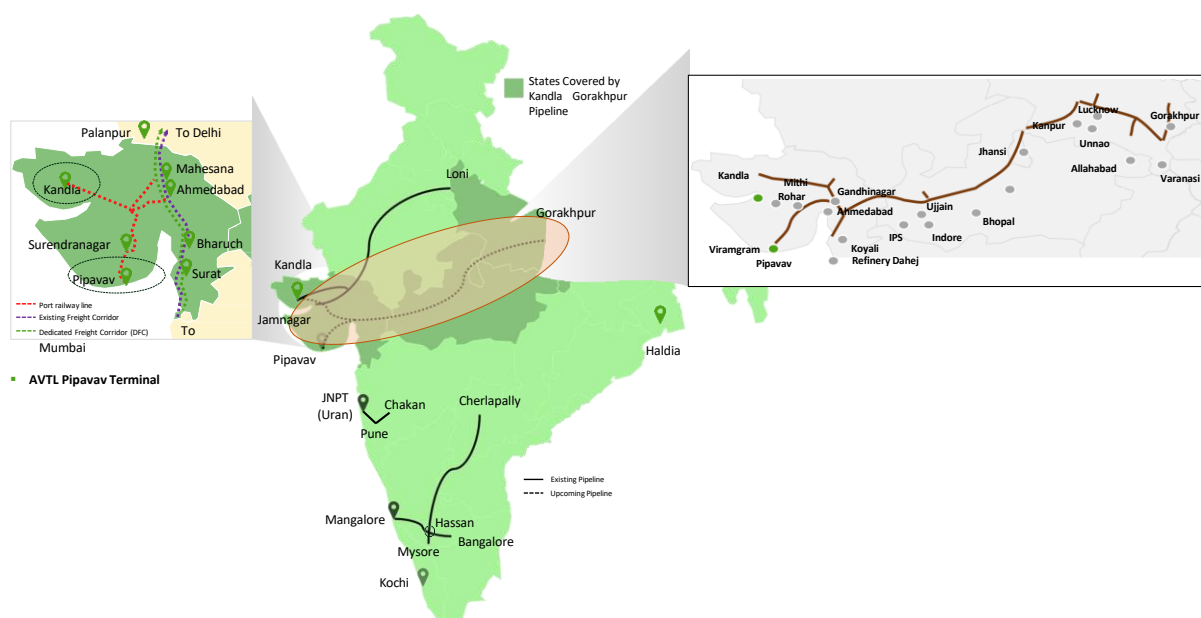 States Covered by
Kandla Gorakhpur
Pipeline
Palanpur
To Delhi
Mahesana
Kandla
Ahmedabad
Surendranagar
Bharuch
Pipavav
Surat
Port railway line
Existing Freight Corridor
Dedicated Freight Corridor (DFC)
To
Mumbai
AVTL Pipavav Terminal
Loni
Gorakhpur
Kandla
Jamnagar
Pipavav
Haldia
JNPT
(Uran)
Chakan
Pune
Cherlapally
Existing Pipeline
Upcoming Pipeline
Mangalore
Hassan
Bangalore
Mysore
Kochi
Lucknow
Gorakhpur
Kanpur
Unnao
Jhansi
Allahabad
Varanasi
Kandla
Mithi
Rohar
Gandhinagar
Ahmedabad
Ujjain
Bhopal
IPS
Indore
Viramgram
Pipavav
Koyali
Refinery Dahej